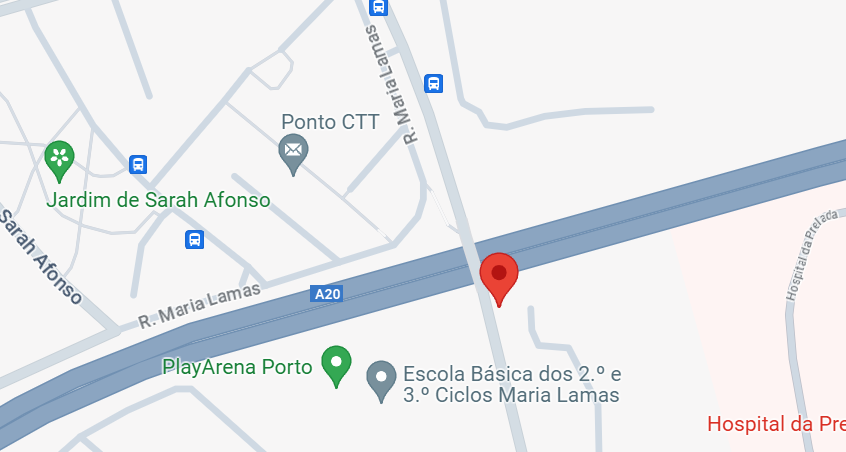 R. Maria Lamas
Ponto CTT
Jardim de Sarah Afonso
Sarah Afonso
Hospital da Prelada
A20
R. Maria Lamas
PlayArena Porto
Escola Básica dos 2.º e
3.º Ciclos Maria Lamas
Hospital da Pre